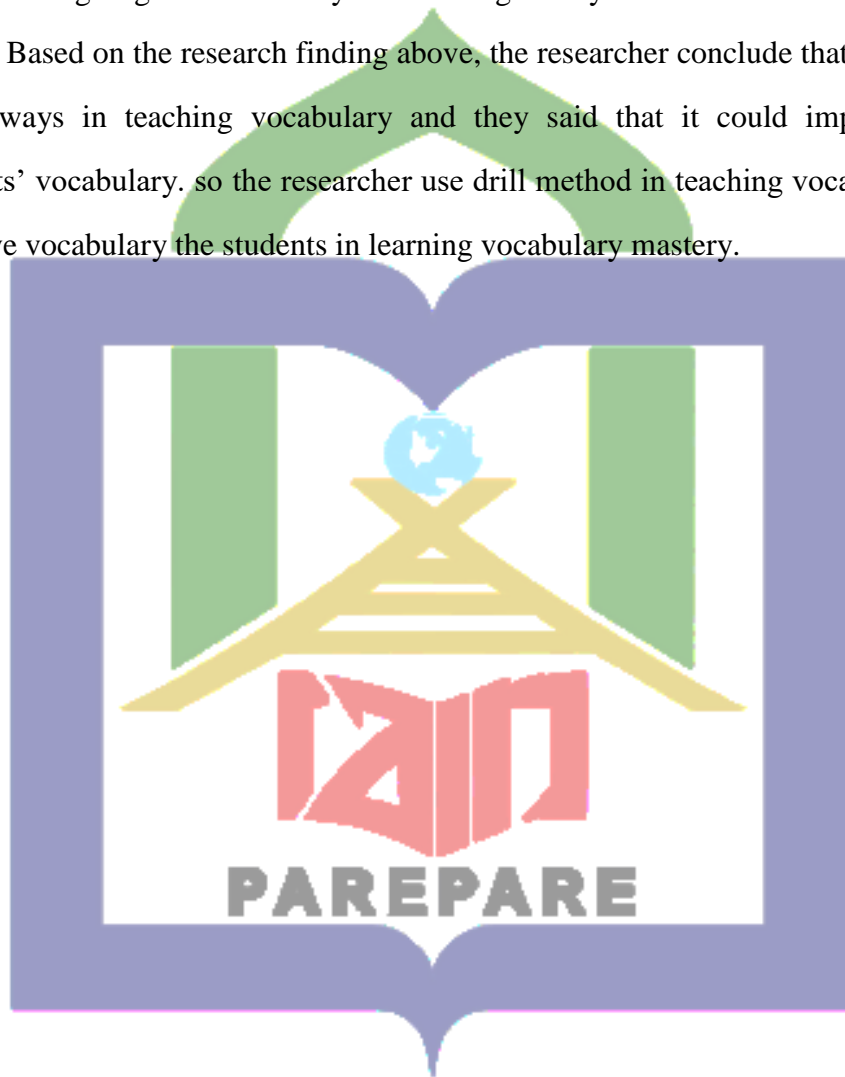 Based on the research finding above, the researcher conclude that
ways in teaching vocabulary and they said that it could
vocabulary. so the researcher use drill method in teaching
vocabulary the students in learning vocabulary mastery.
iain
PAREPARE